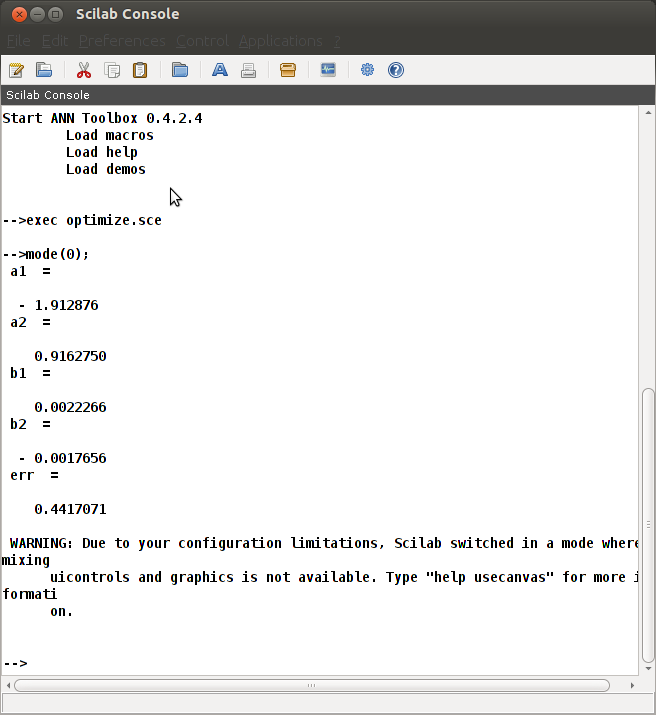 Scilab Console
File Edit Preferences Control Applications ?
Scilab Console
Start ANN Toolbox 0.4.2.4
Load macros
Load help
Load demos
-->exec optimize.sce
-->mode(0);
a1  =
- 1.912876
a2  =
0.9162750
b1  =
0.0022266
b2  =
- 0.0017656
err  =
0.4417071
WARNING: Due to your configuration limitations, Scilab switched in a mode where
mixing
uicontrols and graphics is not available. Type "help usecanvas" for more i
formati
on.
-->